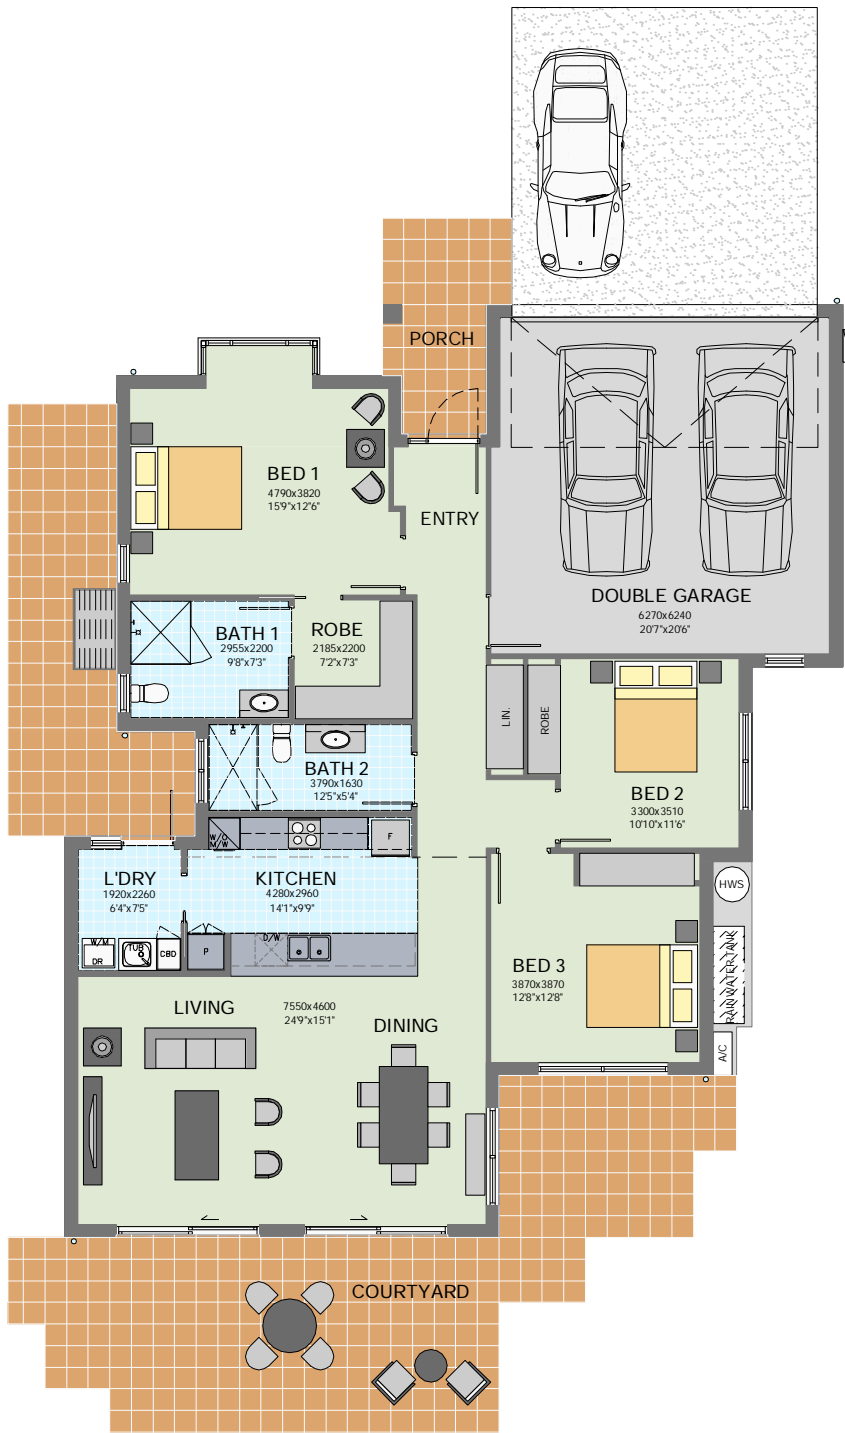 PORCH
BED 1
4790x3820
15'9"x12'6"
ENTRY
DOUBLE GARAGE
6270x6240
20'7"x20'6"
BATH 1
2955x2200
9'8"x7'3"
ROBE
2185x2200
7'2"x7'3"
LIN.
ROBE
BATH 2
3790x1630
12'5"x5'4"
BED 2
3300x3510
10'10"x11'6"
W/O
M/W
F
L'DRY
1920x2260
6'4"x7'5"
KITCHEN
4280x2960
14'1"x9'9"
HWS
W/M
DR
TUB
CBD
P
D/W
RAIN WATER TANK
BED 3
3870x3870
12'8"x12'8"
LIVING
7550x4600
24'9"x15'1"
DINING
A/C
COURTYARD